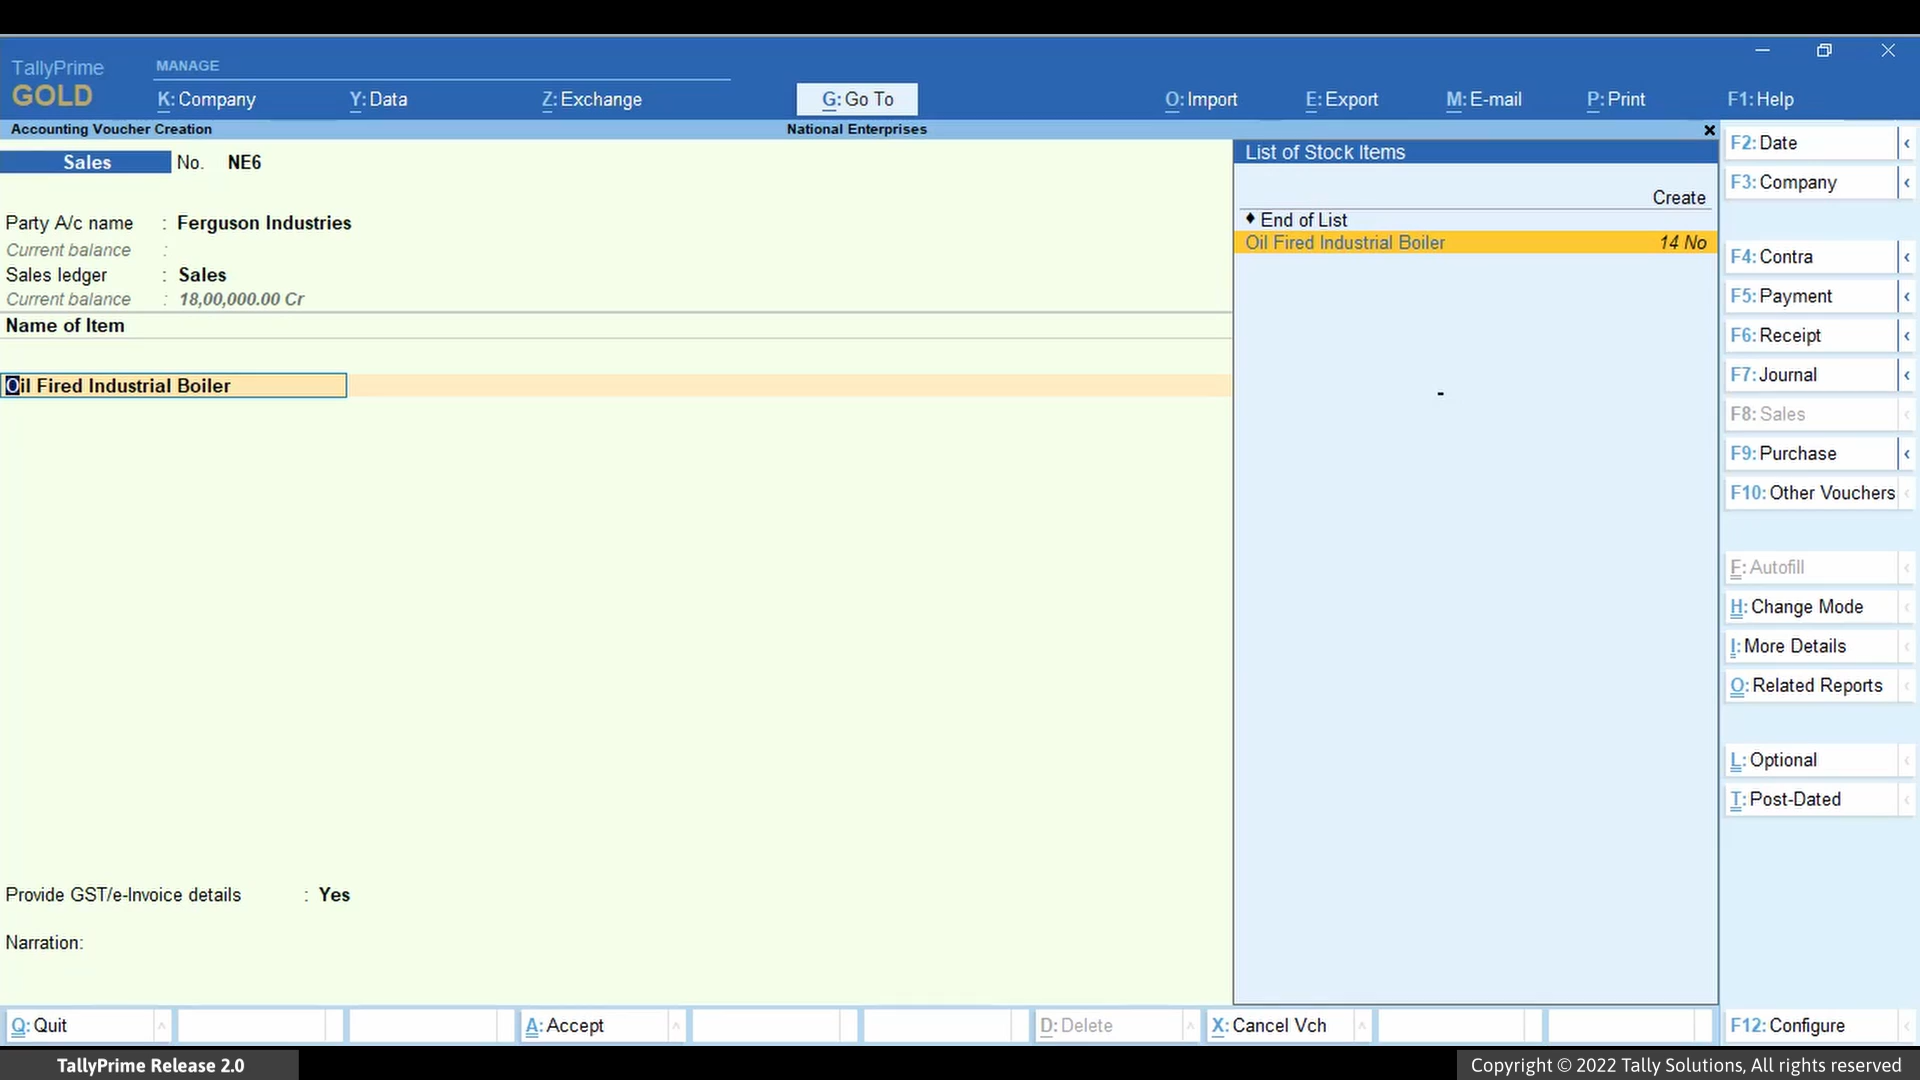 TallyPrime
GOLD
MANAGE
K: Company
Y: Data
Z: Exchange
G: Go To
O: Import
E: Export
M: E-mail
P: Print
F1: Help
Accounting Voucher Creation
National Enterprises
Sales No. NE6
Party A/c name : Ferguson Industries
Current balance :
Sales ledger : Sales
Current balance : 18,00,000.00 Cr
Name of Item
Oil Fired Industrial Boiler
Provide GST/e-Invoice details : Yes
Narration:
List of Stock Items
Create
End of List
Oil Fired Industrial Boiler 14 No
F2: Date
F3: Company
F4: Contra
F5: Payment
F6: Receipt
F7: Journal
F8: Sales
F9: Purchase
F10: Other Vouchers
F: Autofill
H: Change Mode
I: More Details
O: Related Reports
L: Optional
T: Post-Dated
Q: Quit
A: Accept
D: Delete
X: Cancel Vch
F12: Configure
TallyPrime Release 2.0
Copyright © 2022 Tally Solutions, All rights reserved